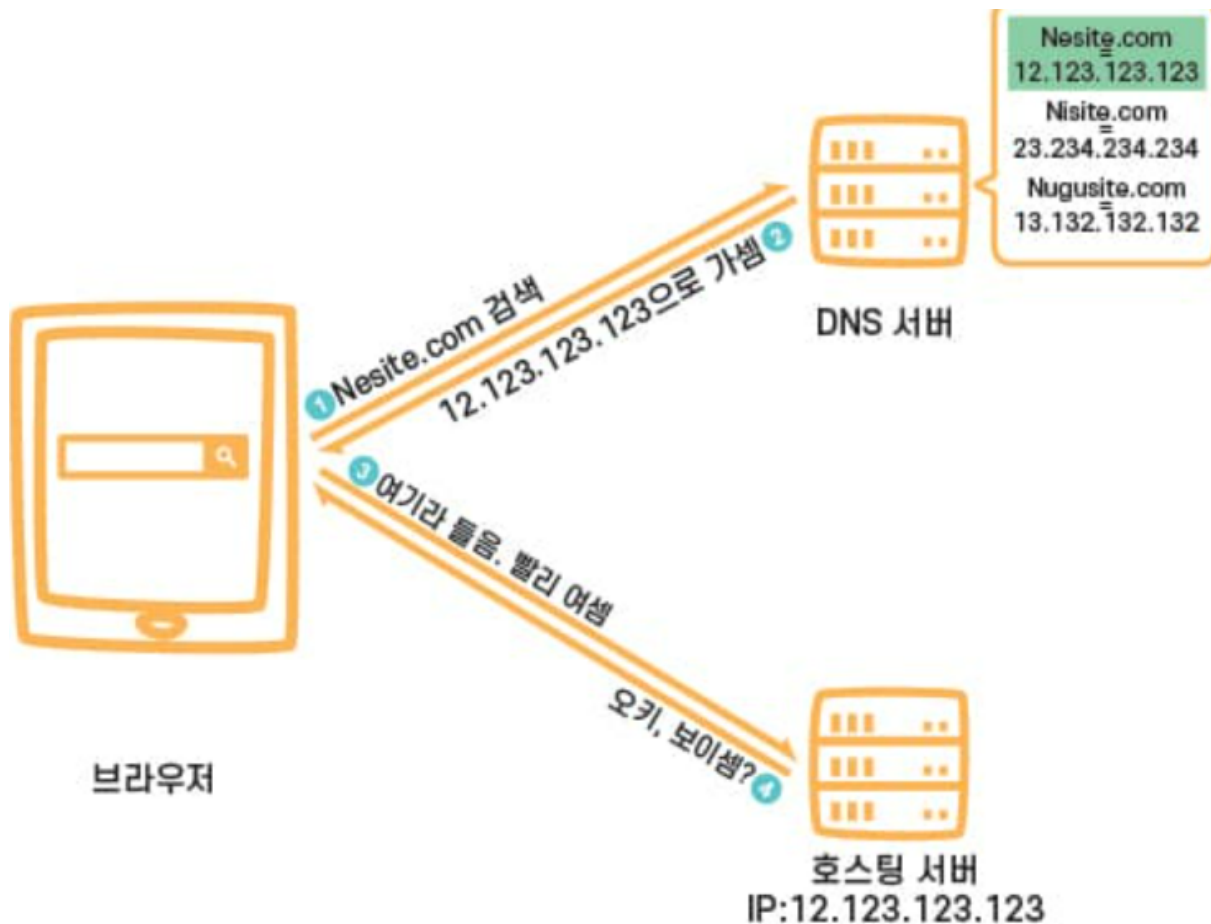 Nesite.com
=
12.123.123.123
Nisite.com
=
23.234.234.234
Nugusite.com
=
13.132.132.132
DNS 서버
1 Nesite.com 검색
12.123.123.123으로 가셈 2
3 여기라 들음. 빨리 여셈
오키, 보이셈? 4
브라우저
호스팅 서버
IP:12.123.123.123